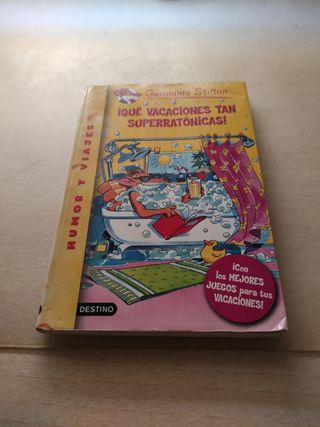 Geronimo Stilton
¡QUÉ VACACIONES TAN
SUPERRATÓNICAS!
HUMOR Y VIAJES
¡Con
los MEJORES
JUEGOS para tus
VACACIONES!
DESTINO